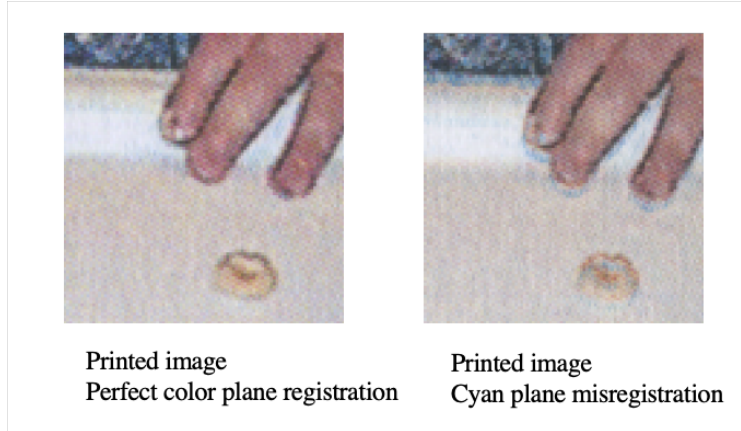 Printed image
Perfect color plane registration
Printed image
Cyan plane misregistration